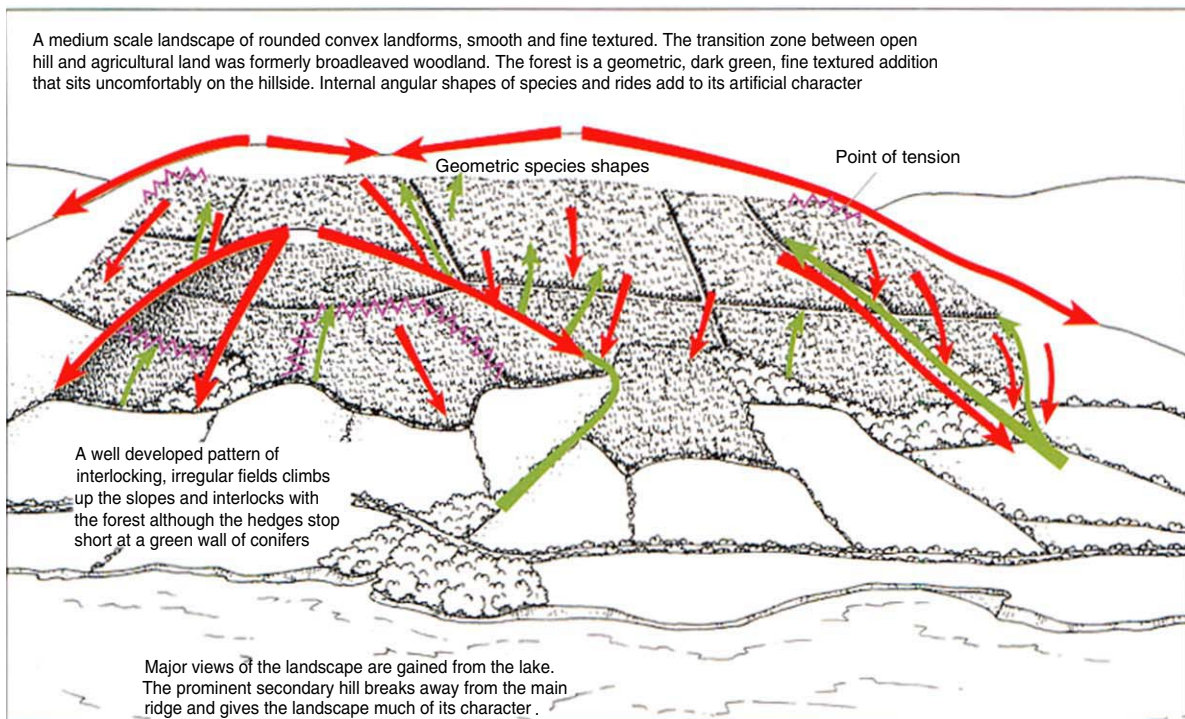 A medium scale landscape of rounded convex landforms, smooth and fine textured. The transition zone between open
hill and agricultural land was formerly broadleaved woodland. The forest is a geometric, dark green, fine textured addition
that sits uncomfortably on the hillside. Internal angular shapes of species and rides add to its artificial character
Geometric species shapes
Point of tension
A well developed pattern of
interlocking, irregular fields climbs
up the slopes and interlocks with
the forest although the hedges stop
short at a green wall of conifers
Major views of the landscape are gained from the lake.
The prominent secondary hill breaks away from the main
ridge and gives the landscape much of its character .